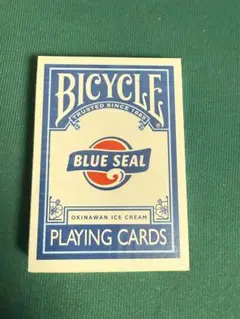 BICYCLE®
TRUSTED SINCE 1885
BLUE SEAL
OKINAWAN ICE CREAM
PLAYING CARDS